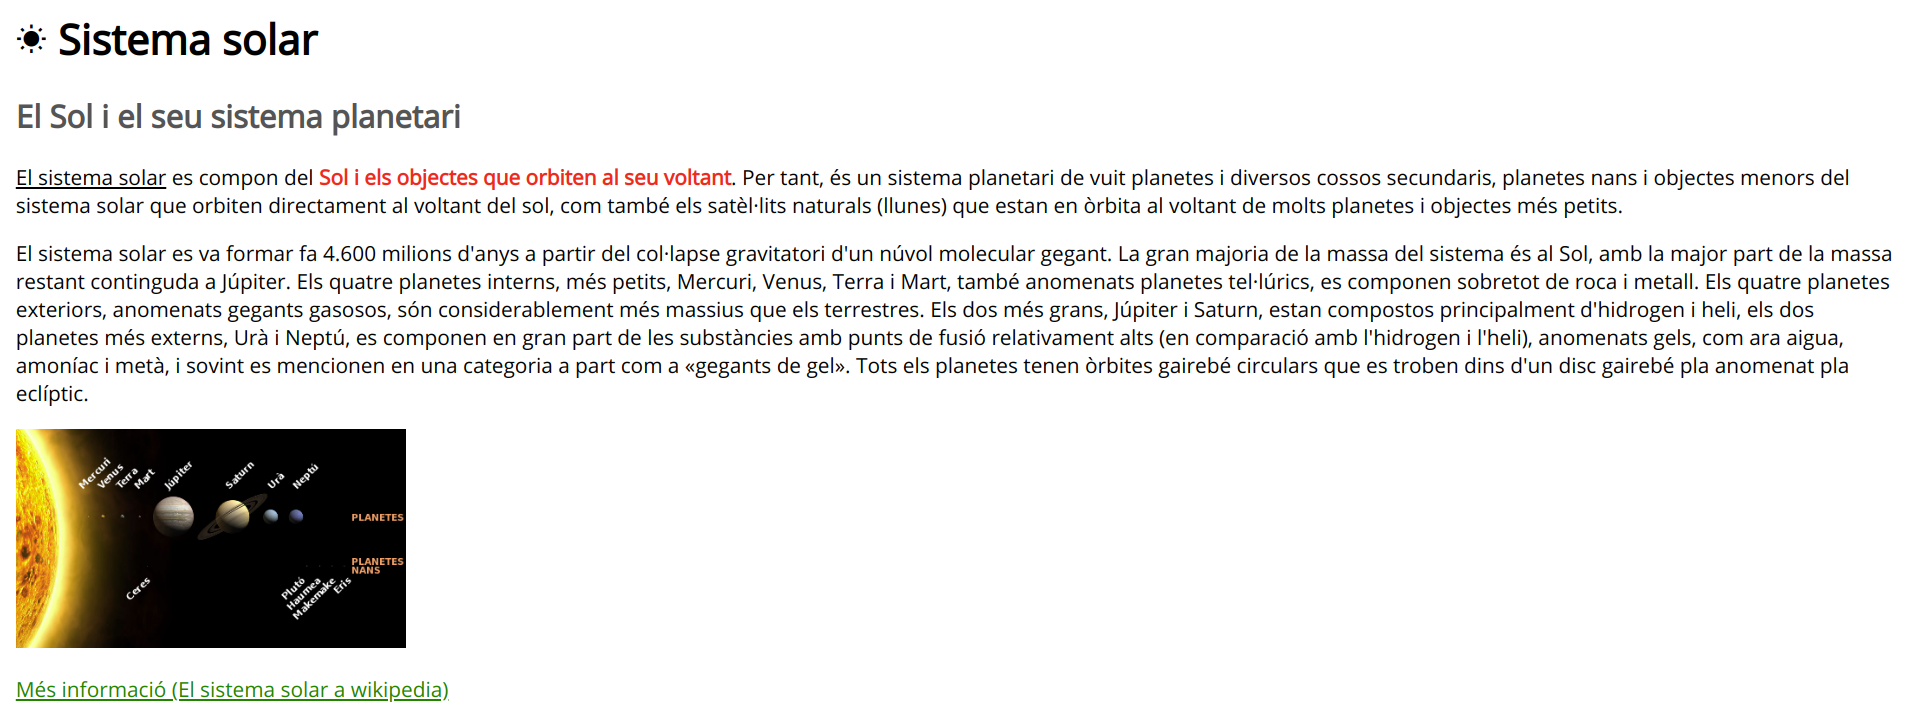 ☀ Sistema solar
El Sol i el seu sistema planetari
El sistema solar es compon del Sol i els objectes que orbiten al seu voltant. Per tant, és un sistema planetari de vuit planetes i diversos cossos secundaris, planetes nans i objectes menors del
sistema solar que orbiten directament al voltant del sol, com també els satèl·lits naturals (llunes) que estan en òrbita al voltant de molts planetes i objectes més petits.
El sistema solar es va formar fa 4.600 milions d'anys a partir del col·lapse gravitatori d'un núvol molecular gegant. La gran majoria de la massa del sistema és al Sol, amb la major part de la massa
restant continguda a Júpiter. Els quatre planetes interns, més petits, Mercuri, Venus, Terra i Mart, també anomenats planetes tel·lúrics, es componen sobretot de roca i metall. Els quatre planetes
exteriors, anomenats gegants gasosos, són considerablement més massius que els terrestres. Els dos més grans, Júpiter i Saturn, estan compostos principalment d'hidrogen i heli, els dos
planetes més externs, Urà i Neptú, es componen en gran part de les substàncies amb punts de fusió relativament alts (en comparació amb l'hidrogen i l'heli), anomenats gels, com ara aigua,
amoníac i metà, i sovint es mencionen en una categoria a part com a «gegants de gel». Tots els planetes tenen òrbites gairebé circulars que es troben dins d'un disc gairebé pla anomenat pla
eclíptic.
Mercuri
Venus
Terra
Mart
Júpiter
Saturn
Urà
Neptú
PLANETES
PLANETES
NANS
Ceres
Plutó
Haumea
Makemake
Eris
Més informació (El sistema solar a wikipedia)